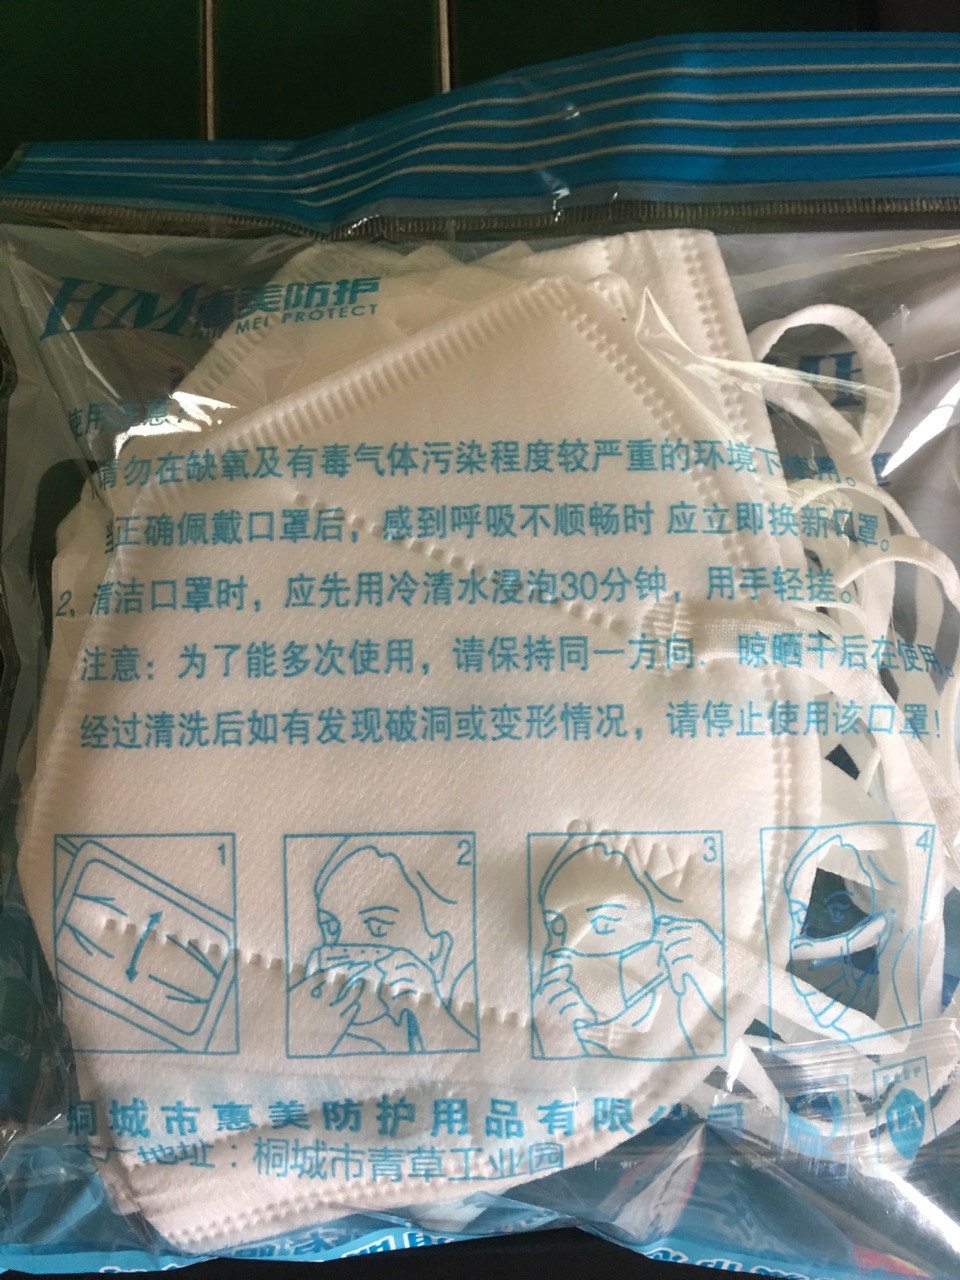 HM惠美防护
MEI PROTECT
使用注意:
请勿在缺氧及有毒气体污染程度较严重的环境下使用。
当正确佩戴口罩后，感到呼吸不顺畅时 应立即换新口罩。
2、清洁口罩时，应先用冷清水浸泡30分钟，用手轻搓。
注意：为了能多次使用，请保持同一方向．晾晒干后在使用。
经过清洗后如有发现破洞或变形情况，请停止使用该口罩！
1
2
3
4
桐城市惠美防护用品有限公司
地址：桐城市青草工业园